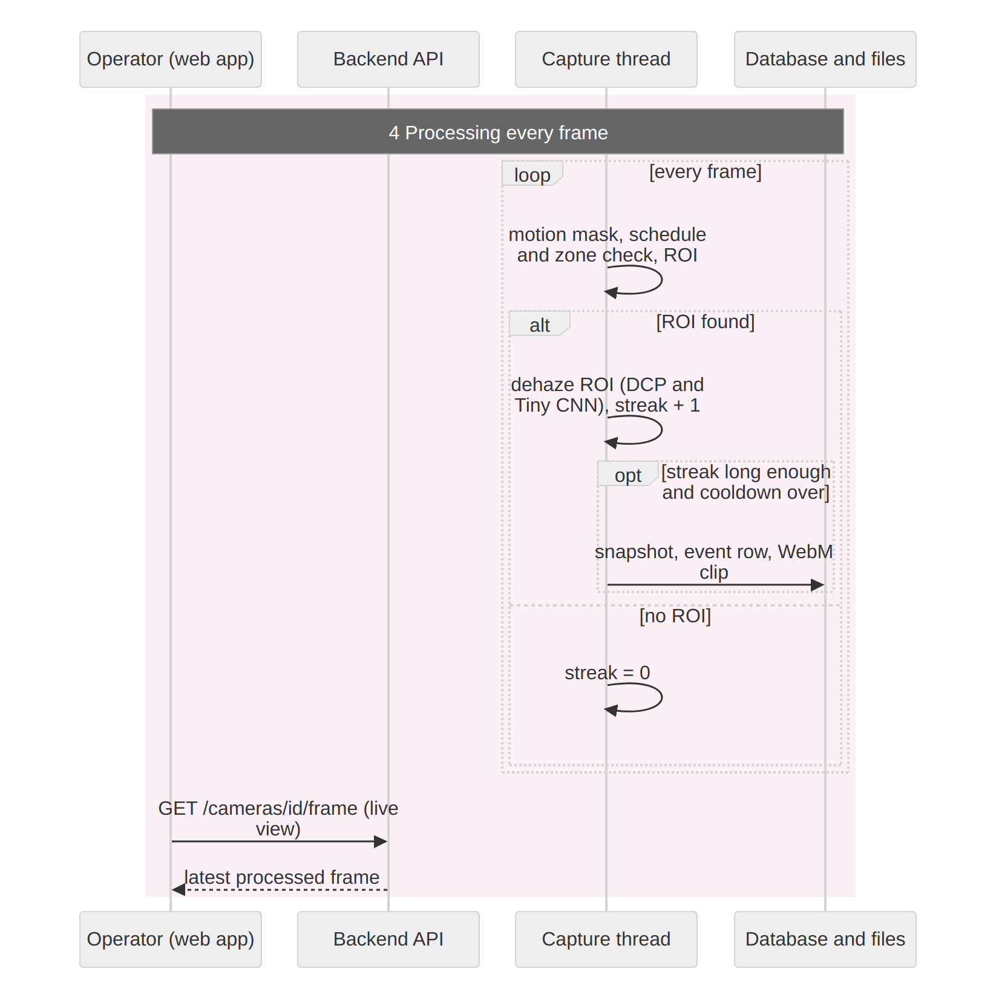 Operator (web app)
Backend API
Capture thread
Database and files
4 Processing every frame
loop
[every frame]
motion mask, schedule
and zone check, ROI
alt
[ROI found]
dehaze ROI (DCP and
Tiny CNN), streak + 1
opt
[streak long enough
and cooldown over]
snapshot, event row, WebM
clip
[no ROI]
streak = 0
GET /cameras/id/frame (live
view)
latest processed frame
Operator (web app)
Backend API
Capture thread
Database and files